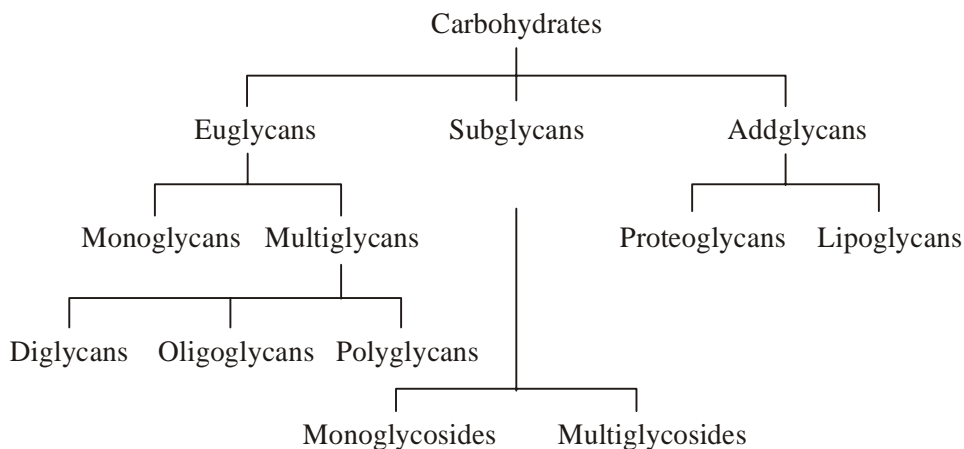 Carbohydrates
Euglycans Subglycans Addglycans
Monoglycans Multiglycans Proteoglycans Lipoglycans
Diglycans Oligoglycans Polyglycans
Monoglycosides Multiglycosides